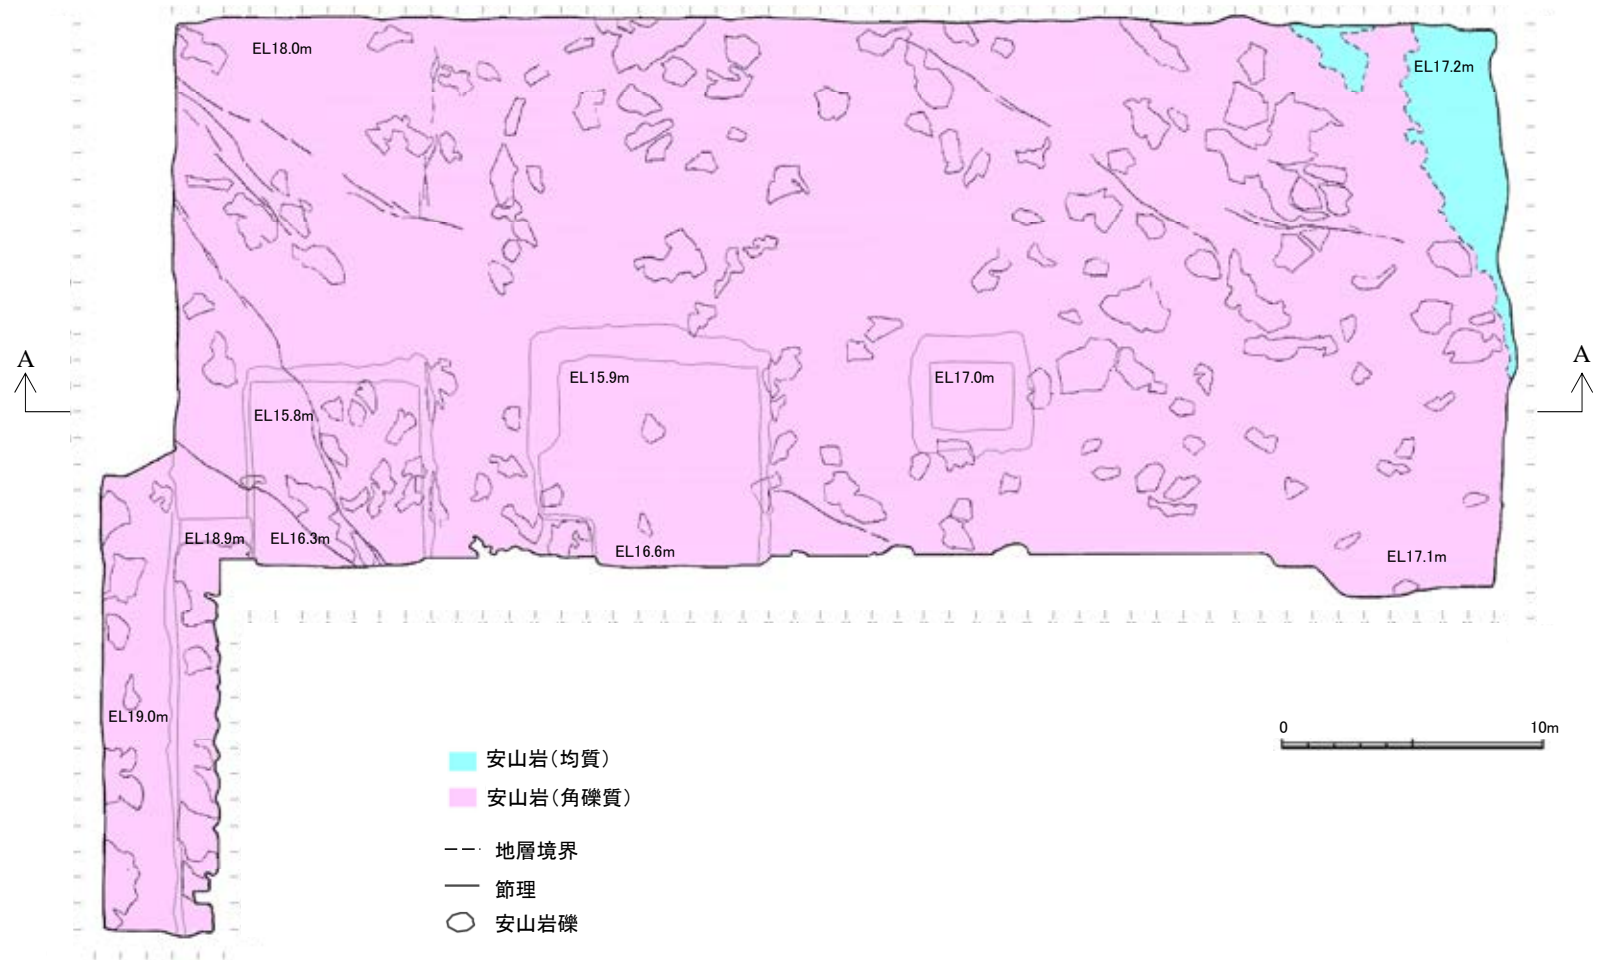 EL18.0m
EL17.2m
A
A
EL15.9m
EL17.0m
EL15.8m
EL18.9m
EL16.3m
EL16.6m
EL17.1m
EL19.0m
0 10m
安山岩（均質）
安山岩（角礫質）
地層境界
節理
安山岩礫